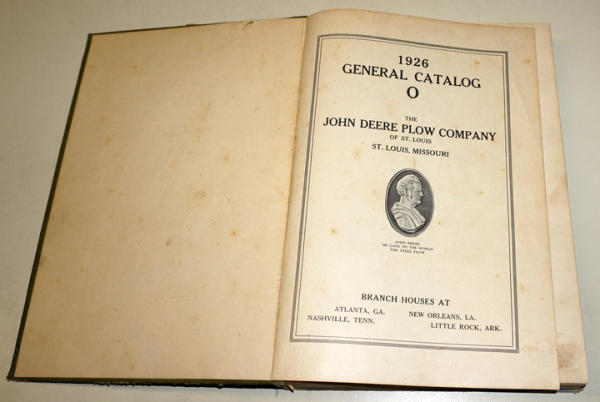 1926
GENERAL CATALOG
O
THE
JOHN DEERE PLOW COMPANY
OF ST. LOUIS
ST. LOUIS, MISSOURI
JOHN DEERE
HE GAVE TO THE WORLD
THE STEEL PLOW
BRANCH HOUSES AT
ATLANTA, GA. NEW ORLEANS, LA.
NASHVILLE, TENN. LITTLE ROCK, ARK.